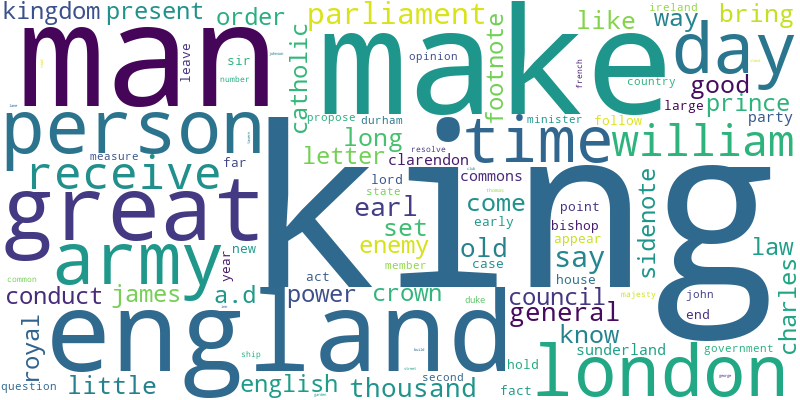 kingdom present order parliament like way ireland bring
man make day
leave sir number opinion french country good
catholic footnote large prince
person propose durham minister follow party
measure far receive long letter clarendon resolve time william
great king lord commons
state earl come point bishop sidenote law
army year new set enemy old early case say appear
member act house
common conduct james a.d power crown duke council general majesty john end charles
royal england know
ship second hold sunderland government london
question little english thousand fact george